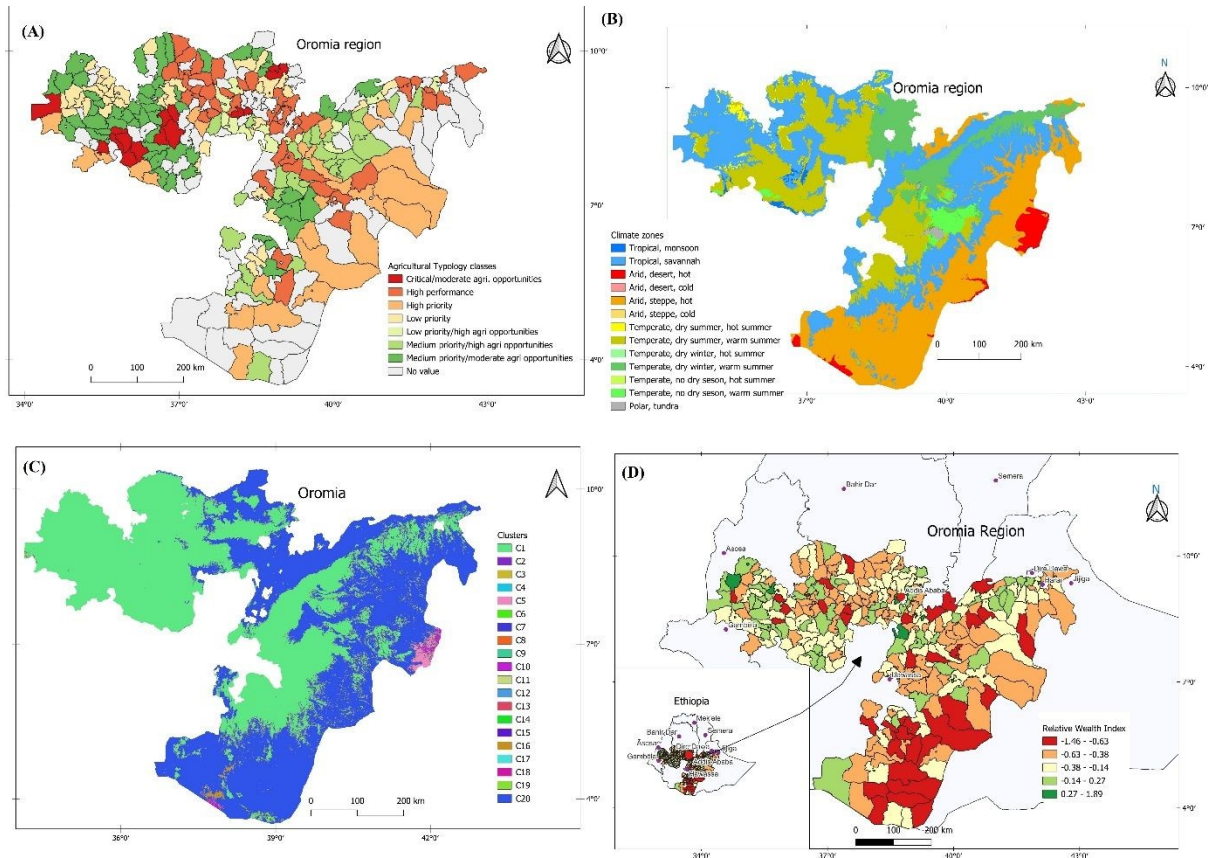 (A)
Oromia region
10°0'
7°0'
4°0'
Agricultural Typology classes
Critical/moderate agri. opportunities
High performance
High priority
Low priority
Low priority/high agri opportunities
Medium priority/high agri opportunities
Medium priority/moderate agri opportunities
No value
0 100 200 km
34°0' 37°0' 40°0' 43°0'
(B)
N
Oromia region
10°0'
7°0'
4°0'
Climate zones
Tropical, monsoon
Tropical, savannah
Arid, desert, hot
Arid, desert, cold
Arid, steppe, hot
Arid, steppe, cold
Temperate, dry summer, hot summer
Temperate, dry summer, warm summer
Temperate, dry winter, hot summer
Temperate, dry winter, warm summer
Temperate, no dry seson, hot summer
Temperate, no dry seson, warm summer
Polar, tundra
0 100 200 km
37°0' 40°0' 43°0'
(C)
Oromia
10°0'
7°0'
4°0'
Clusters
C1
C2
C3
C4
C5
C6
C7
C8
C9
C10
C11
C12
C13
C14
C15
C16
C17
C18
C19
C20
0 100 200 km
36°0' 39°0' 42°0'
(D)
N
Semera
Bahir Dar
Oromia Region
Asosa
10°0'
Dire Dawa
Harar
Jijiga
Addis Ababa
Gambela
7°0'
Ethiopia
Mekele
Semera
Bahir Dar
Asosa
Dire Dawa
Jijiga
Gambela
Addis Ababa
Hawassa
Relative Wealth Index
-1.46 - -0.63
-0.63 - -0.38
-0.38 - -0.14
-0.14 - 0.27
0.27 - 1.89
4°0'
0 100 200 km
34°0' 37°0' 40°0' 43°0'